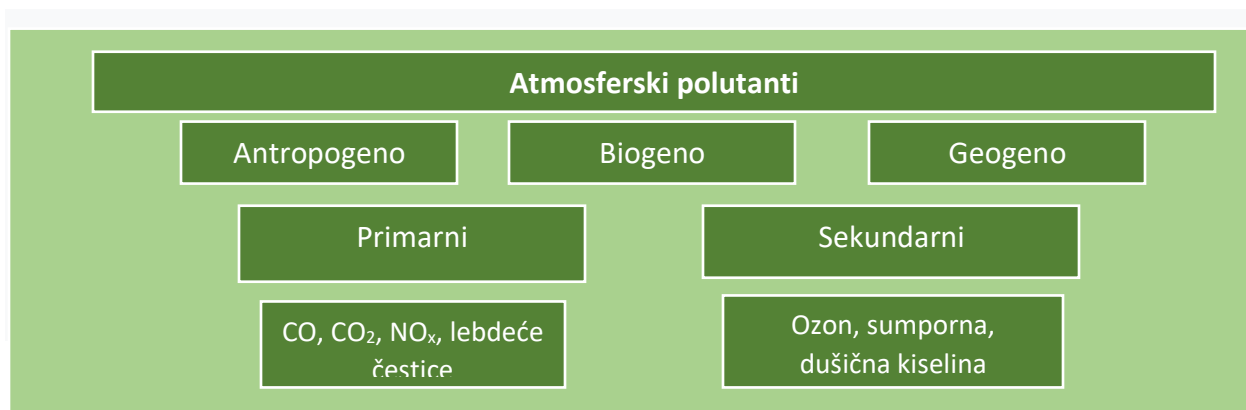 Atmosferski polutanti
Antropogeno
Biogeno
Geogeno
Primarni
Sekundarni
CO, CO₂, NOₓ, lebdeće
čestice
Ozon, sumporna,
dušična kiselina